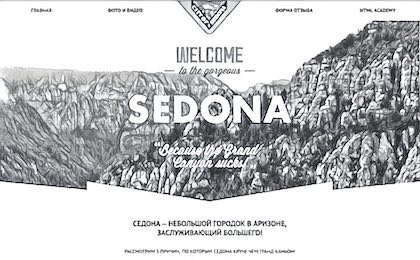 ГЛАВНАЯ ФОТО И ВИДЕО ФОРМА ОТЗЫВА HTML ACADEMY
WELCOME
to the gorgeous
SEDONA
"Because the Grand
Canyon sucks!"
СЕДОНА – НЕБОЛЬШОЙ ГОРОДОК В АРИЗОНЕ,
ЗАСЛУЖИВАЮЩИЙ БОЛЬШЕГО!
РАССМОТРИМ 5 ПРИЧИН, ПО КОТОРЫМ СЕДОНА КРУЧЕ ЧЕМ ГРАНД КАНЬОН!